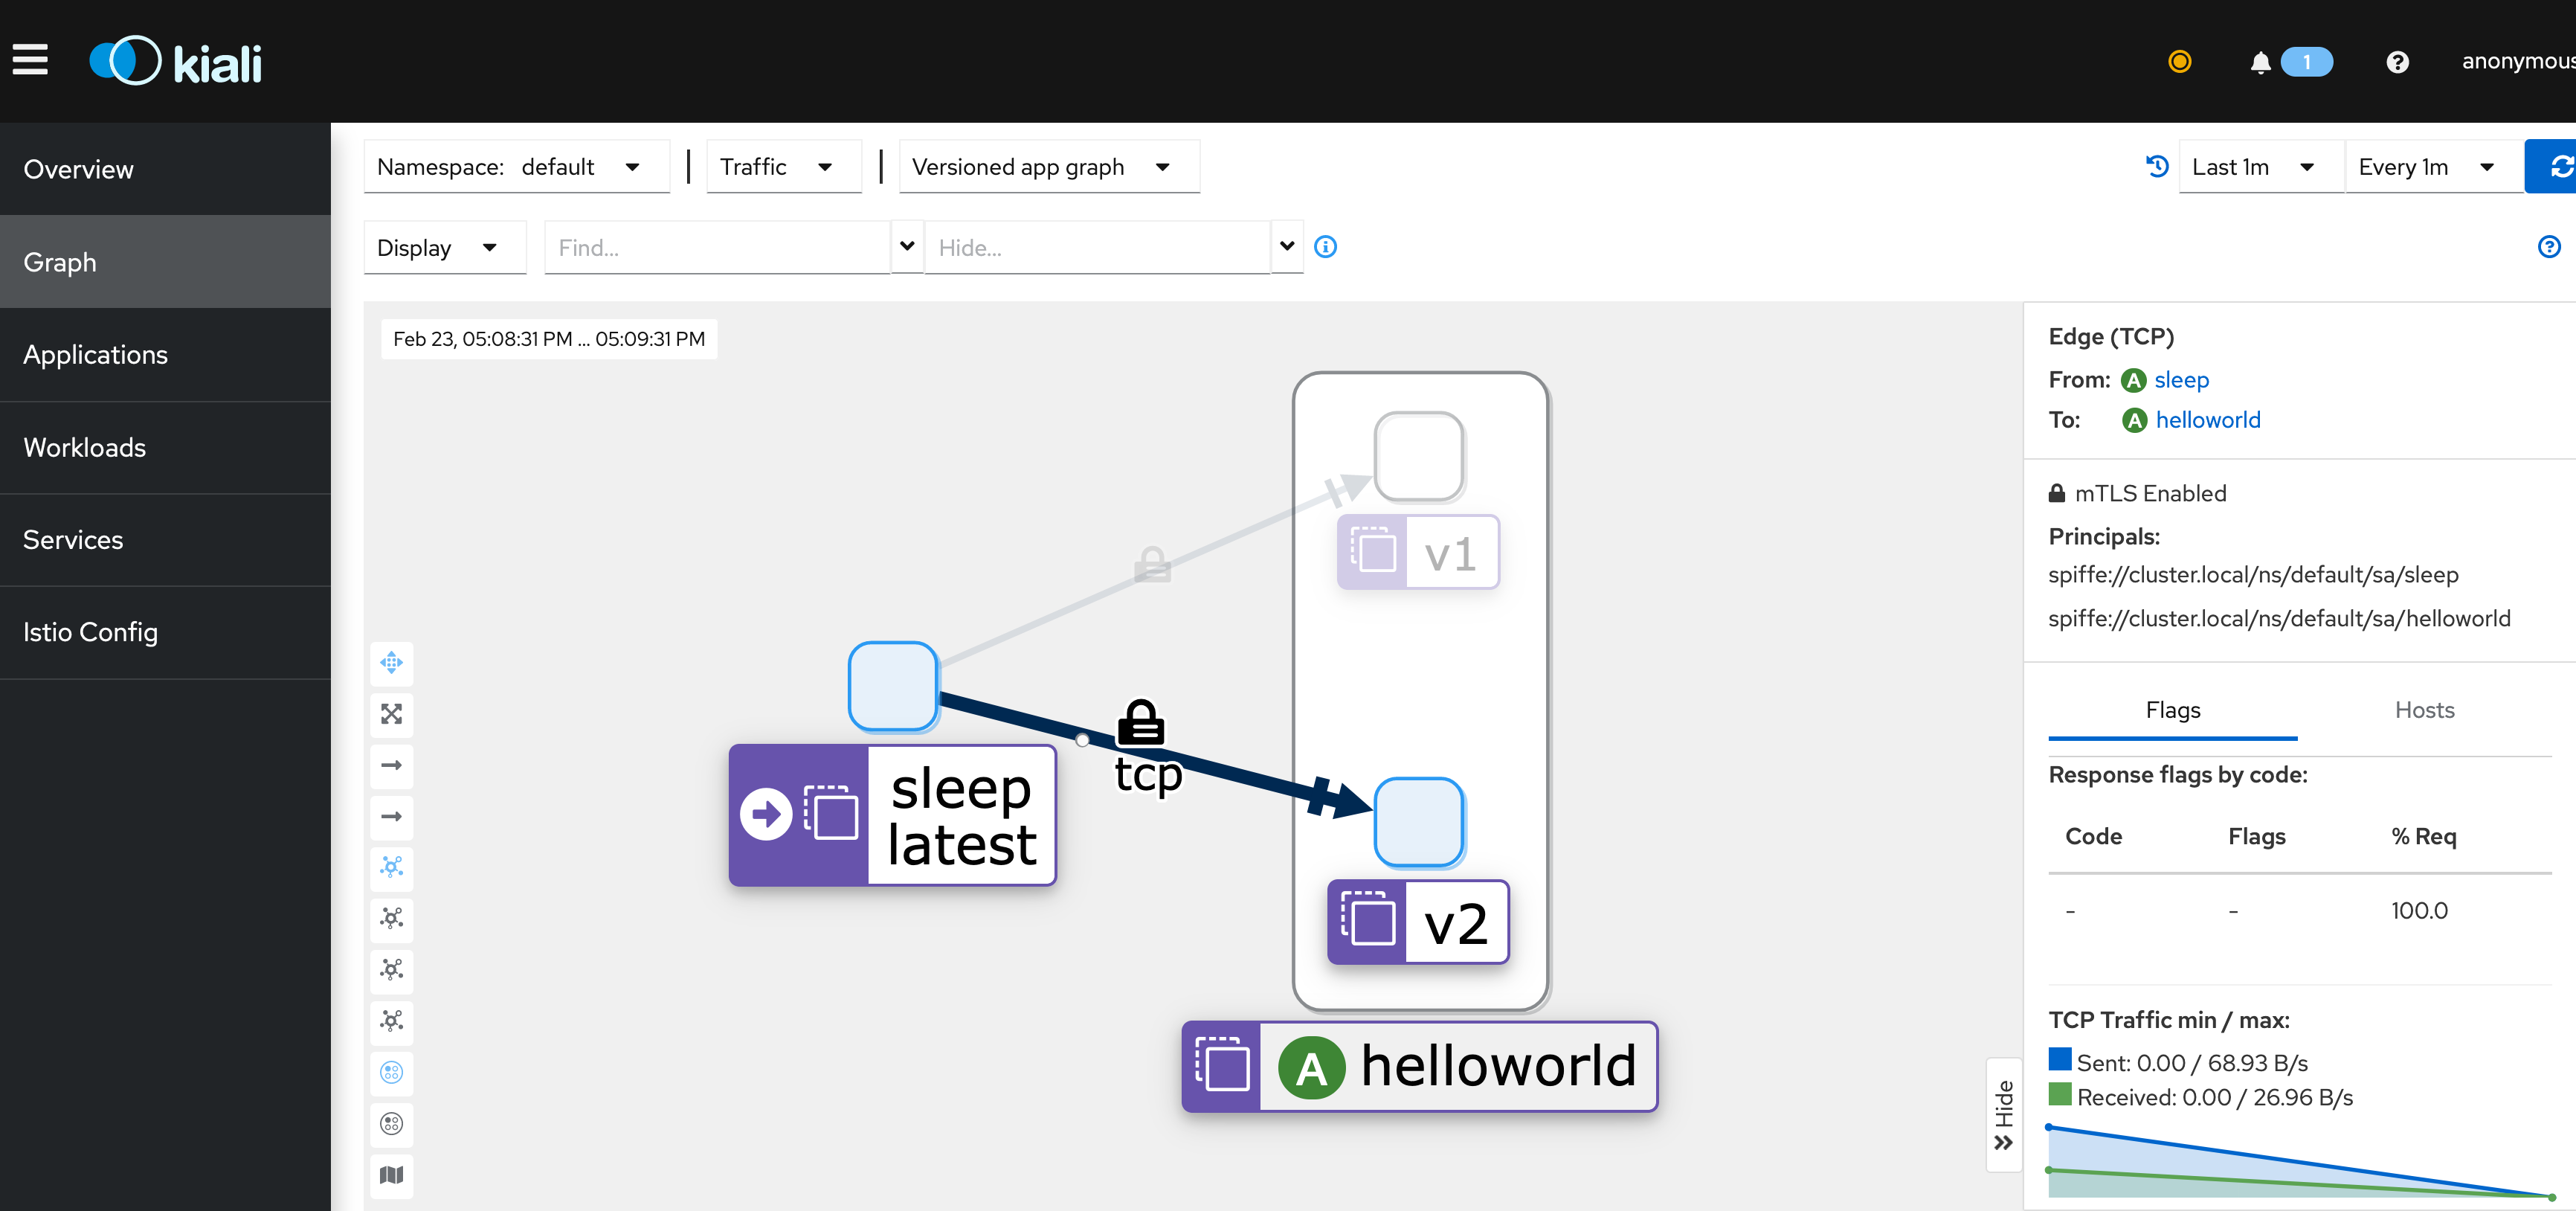 kiali
1
anonymous
Overview
Graph
Applications
Workloads
Services
Istio Config
Namespace: default
Traffic
Versioned app graph
Last 1m
Every 1m
Display
Find...
Hide...
Feb 23, 05:08:31 PM ... 05:09:31 PM
v1
tcp
sleep
latest
v2
A helloworld
Hide
Edge (TCP)
From: A sleep
To: A helloworld
mTLS Enabled
Principals:
spiffe://cluster.local/ns/default/sa/sleep
spiffe://cluster.local/ns/default/sa/helloworld
Flags Hosts
Response flags by code:
Code Flags % Req
- - 100.0
TCP Traffic min / max:
Sent: 0.00 / 68.93 B/s
Received: 0.00 / 26.96 B/s